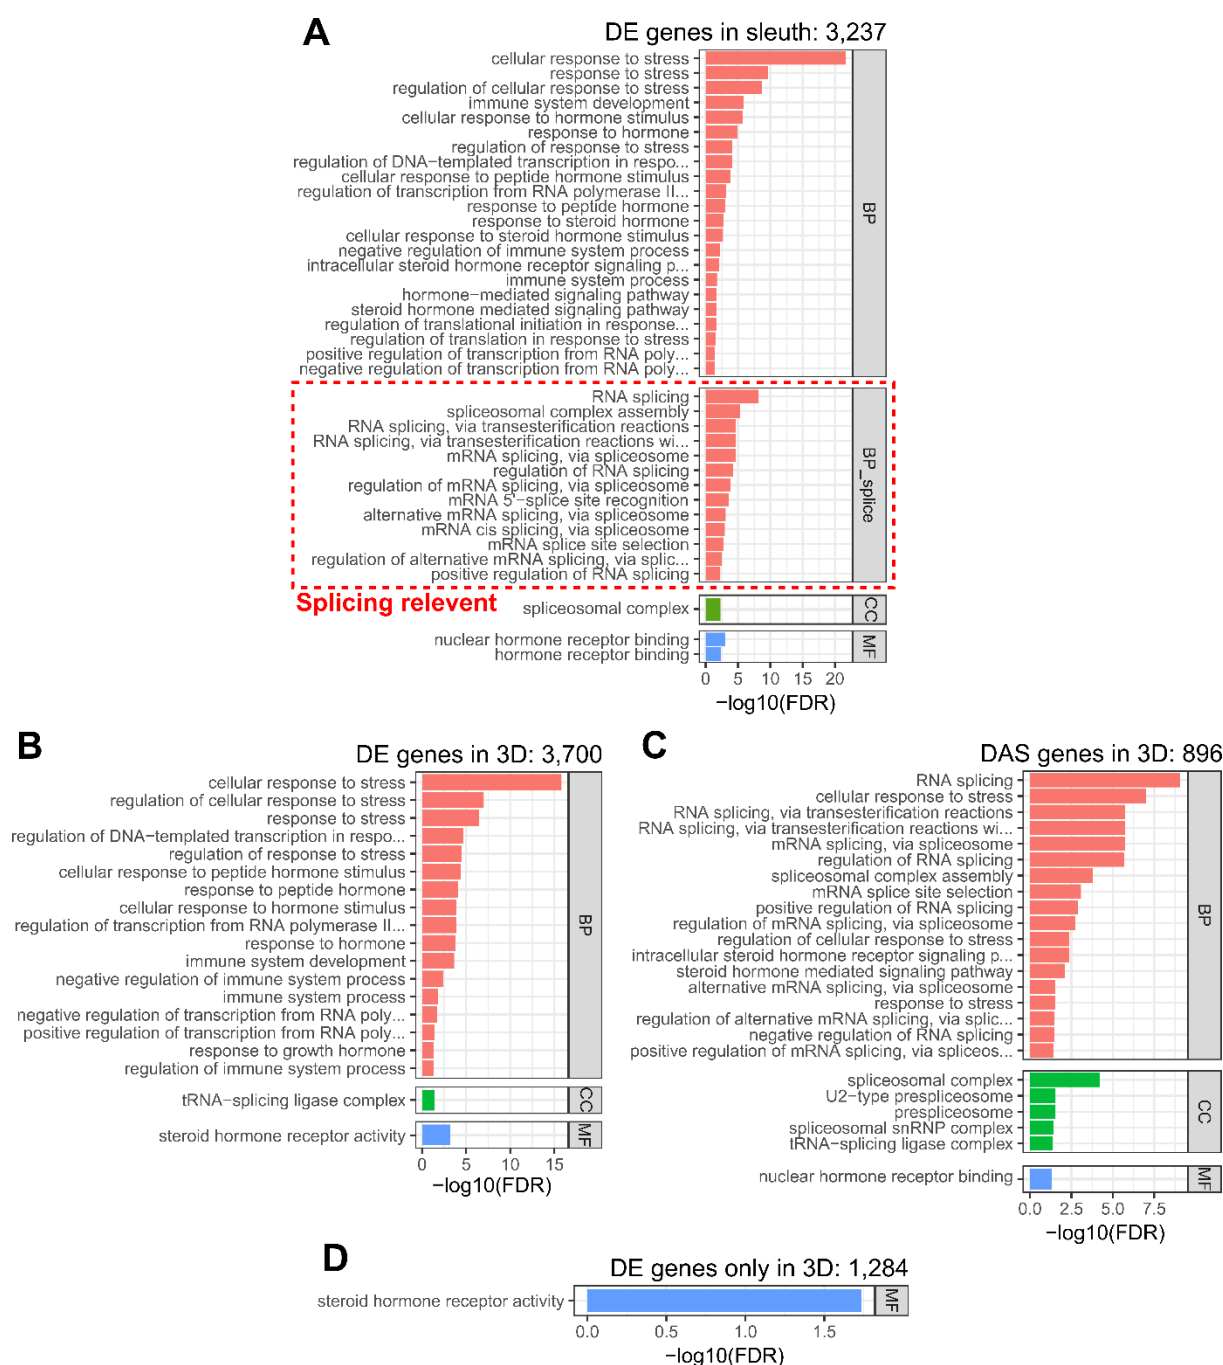 A
DE genes in sleuth: 3,237
cellular response to stress
response to stress
regulation of cellular response to stress
immune system development
cellular response to hormone stimulus
response to hormone
regulation of response to stress
regulation of DNA−templated transcription in respo...
cellular response to peptide hormone stimulus
regulation of transcription from RNA polymerase II...
response to peptide hormone
response to steroid hormone
cellular response to steroid hormone stimulus
negative regulation of immune system process
intracellular steroid hormone receptor signaling p...
immune system process
hormone−mediated signaling pathway
steroid hormone mediated signaling pathway
regulation of translational initiation in response...
regulation of translation in response to stress
positive regulation of transcription from RNA poly...
negative regulation of transcription from RNA poly...
BP
RNA splicing
spliceosomal complex assembly
RNA splicing, via transesterification reactions
RNA splicing, via transesterification reactions wi...
mRNA splicing, via spliceosome
regulation of RNA splicing
regulation of mRNA splicing, via spliceosome
mRNA 5'−splice site recognition
alternative mRNA splicing, via spliceosome
mRNA cis splicing, via spliceosome
mRNA splice site selection
regulation of alternative mRNA splicing, via splic...
positive regulation of RNA splicing
BP_splice
Splicing relevent
spliceosomal complex
CC
nuclear hormone receptor binding
hormone receptor binding
MF
0 5 10 15 20
−log10(FDR)
B
DE genes in 3D: 3,700
cellular response to stress
regulation of cellular response to stress
response to stress
regulation of DNA−templated transcription in respo...
regulation of response to stress
cellular response to peptide hormone stimulus
response to peptide hormone
cellular response to hormone stimulus
regulation of transcription from RNA polymerase II...
response to hormone
immune system development
negative regulation of immune system process
immune system process
negative regulation of transcription from RNA poly...
positive regulation of transcription from RNA poly...
response to growth hormone
regulation of immune system process
BP
tRNA−splicing ligase complex
CC
steroid hormone receptor activity
MF
0 5 10 15
−log10(FDR)
C
DAS genes in 3D: 896
RNA splicing
cellular response to stress
RNA splicing, via transesterification reactions
RNA splicing, via transesterification reactions wi...
mRNA splicing, via spliceosome
regulation of RNA splicing
spliceosomal complex assembly
mRNA splice site selection
positive regulation of RNA splicing
regulation of mRNA splicing, via spliceosome
regulation of cellular response to stress
intracellular steroid hormone receptor signaling p...
steroid hormone mediated signaling pathway
alternative mRNA splicing, via spliceosome
response to stress
regulation of alternative mRNA splicing, via splic...
negative regulation of RNA splicing
positive regulation of mRNA splicing, via spliceos...
BP
spliceosomal complex
U2−type prespliceosome
prespliceosome
spliceosomal snRNP complex
tRNA−splicing ligase complex
CC
nuclear hormone receptor binding
MF
0.0 2.5 5.0 7.5
−log10(FDR)
D
DE genes only in 3D: 1,284
steroid hormone receptor activity
MF
0.0 0.5 1.0 1.5
−log10(FDR)